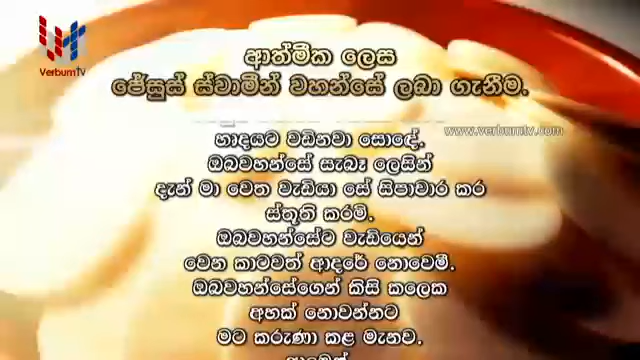 VerbumTV
ආත්මික ලෙස
ජේසුස් ස්වාමීන් වහන්සේ ලබා ගැනීම.
www.verbumtv.com
හෘදයට වඩිනවා සොඳේ.
ඔබවහන්සේ සැබෑ ලෙසින්
දැන් මා වෙත වැඩියා සේ සිපාචාර කර
ස්තූති කරමි.
ඔබවහන්සේට වැඩියෙන්
වෙන කාටවත් ආදරේ නොවෙමි.
ඔබවහන්සේගෙන් කිසි කලෙක
අහක් නොවන්නට
මට කරුණා කළ මැනව.